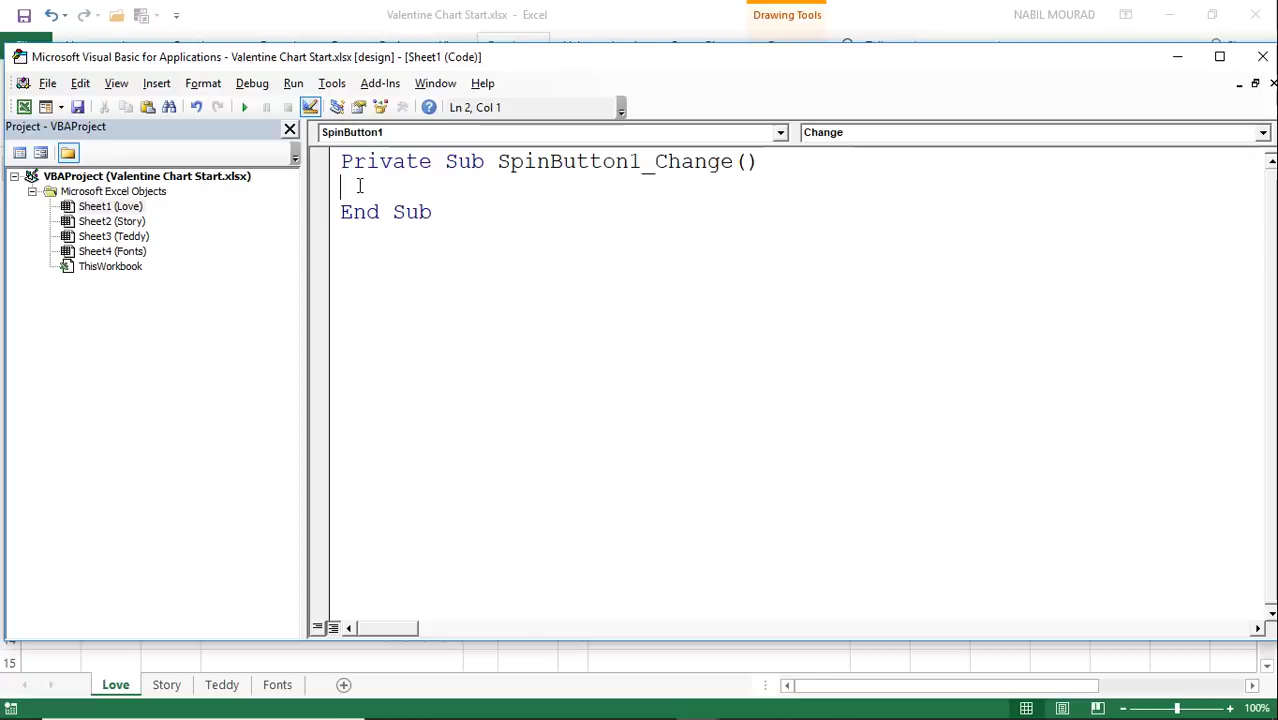 Valentine Chart Start.xlsx - Excel
Drawing Tools
NABIL MOURAD
Microsoft Visual Basic for Applications - Valentine Chart Start.xlsx [design] - [Sheet1 (Code)]
File Edit View Insert Format Debug Run Tools Add-Ins Window Help
Ln 2, Col 1
Project - VBAProject
SpinButton1
Change
VBAProject (Valentine Chart Start.xlsx)
Microsoft Excel Objects
Sheet1 (Love)
Sheet2 (Story)
Sheet3 (Teddy)
Sheet4 (Fonts)
ThisWorkbook
Private Sub SpinButton1_Change()
End Sub
15
Love Story Teddy Fonts
100%